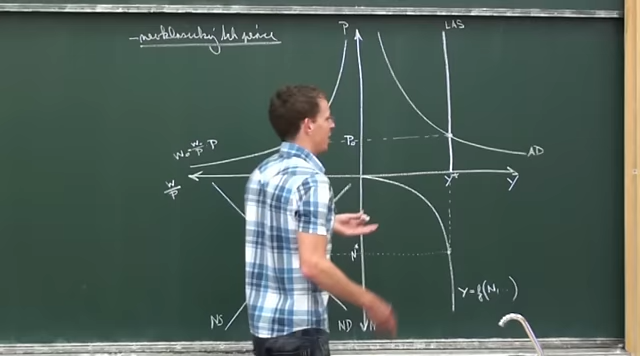 - neoklasický trh práce
P
LAS
W₀ = W/P · P
P₀
AD
W/P
Y*
Y
N*
Y = f(N, ..)
NS
ND
N